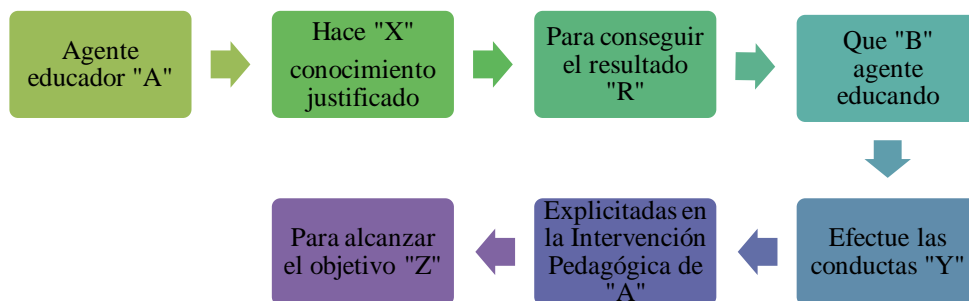 Agente
educador "A"
Hace "X"
conocimiento
justificado
Para conseguir
el resultado
"R"
Que "B"
agente
educando
Efectue las
conductas "Y"
Explicitadas en
la Intervención
Pedagógica de
"A"
Para alcanzar
el objetivo "Z"